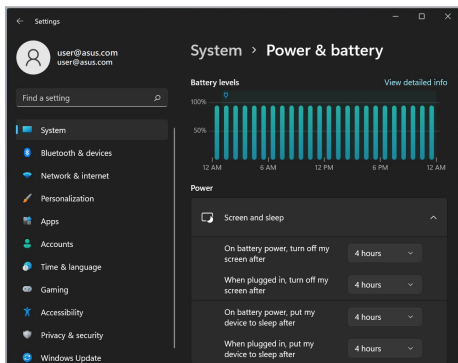 Settings
user@asus.com
user@asus.com
Find a setting
System
Bluetooth & devices
Network & internet
Personalization
Apps
Accounts
Time & language
Gaming
Accessibility
Privacy & security
Windows Update
System > Power & battery
Battery levels
View detailed info
100%
50%
12 AM
6 AM
12 PM
6 PM
12 AM
Power
Screen and sleep
On battery power, turn off my
screen after
4 hours
When plugged in, turn off my
screen after
4 hours
On battery power, put my
device to sleep after
4 hours
When plugged in, put my
device to sleep after
4 hours